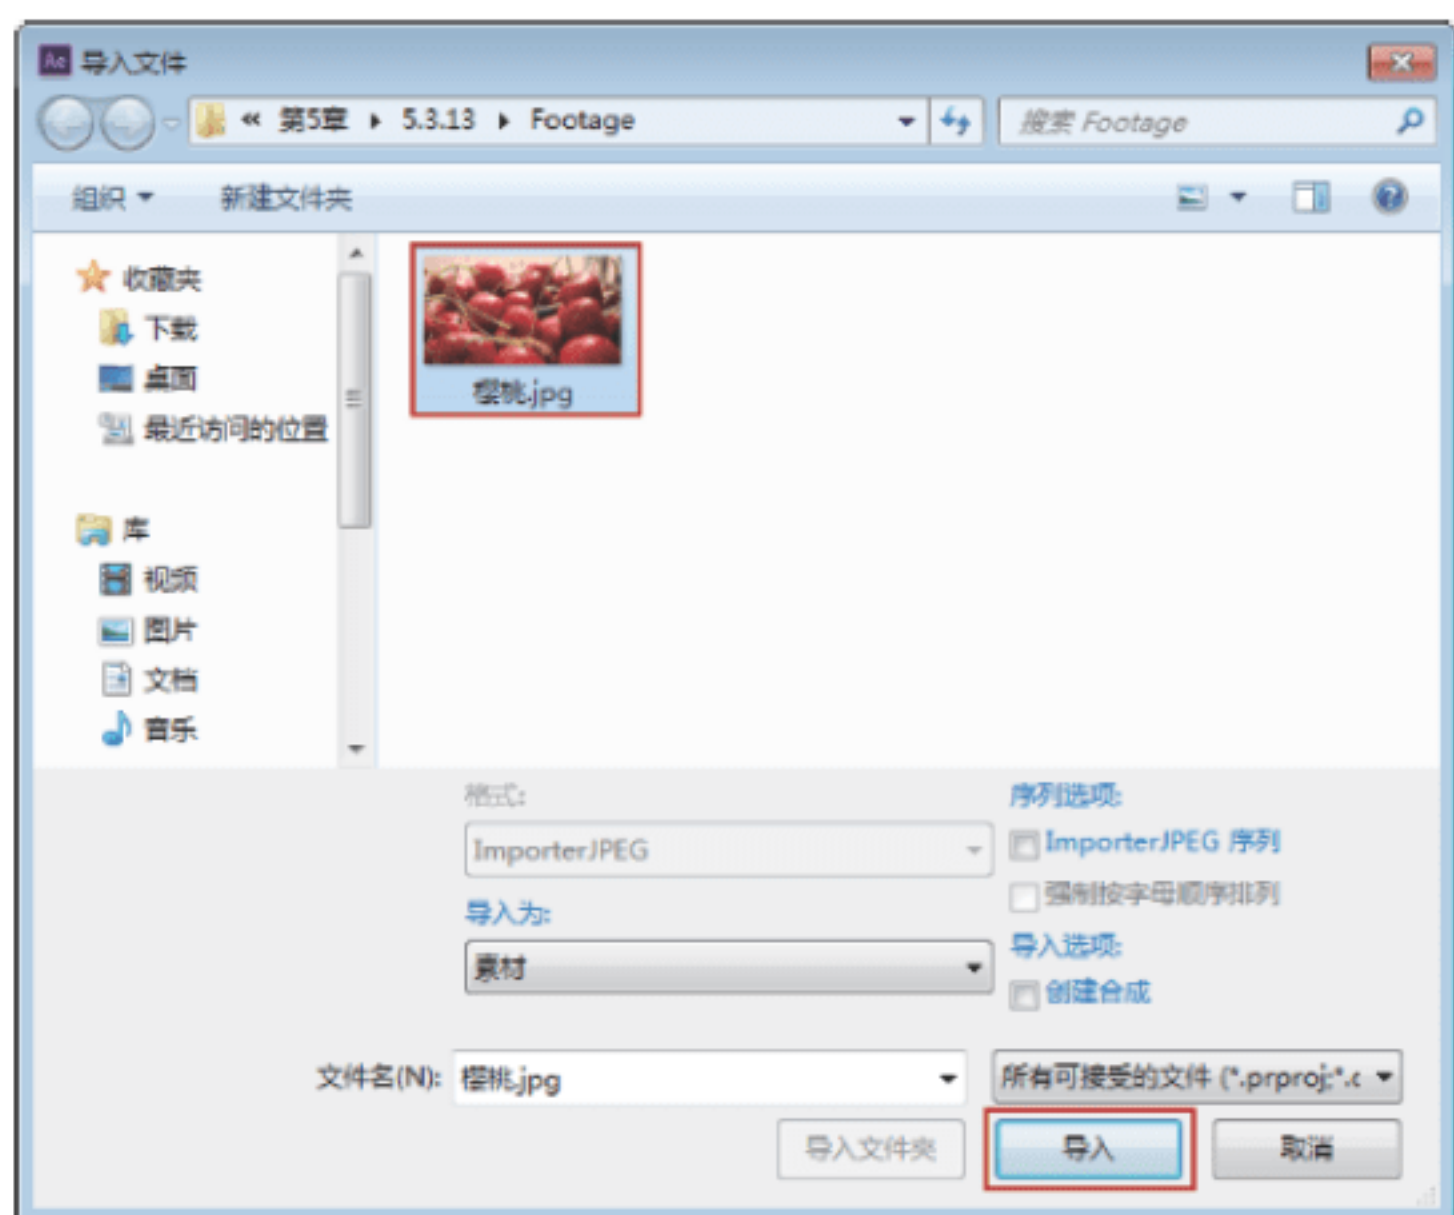 Ae 导入文件
« 第5章 ▸ 5.3.13 ▸ Footage
搜索 Footage
组织
新建文件夹
收藏夹
下载
桌面
最近访问的位置
库
视频
图片
文档
音乐
樱桃.jpg
格式:
ImporterJPEG
导入为:
素材
序列选项:
ImporterJPEG 序列
强制按字母顺序排列
导入选项:
创建合成
文件名(N): 樱桃.jpg
所有可接受的文件 (*.prproj;*.c
导入文件夹
导入
取消